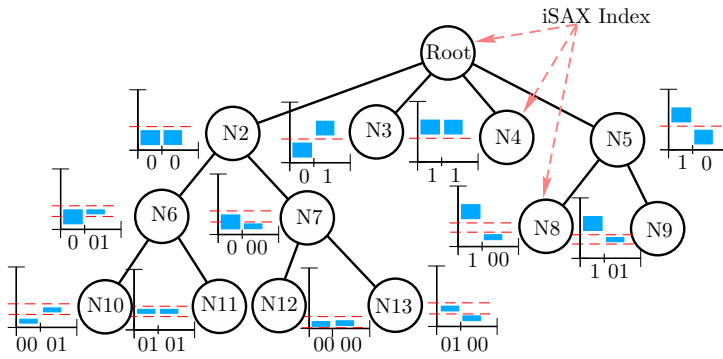 iSAX Index
Root
N2
N3
N4
N5
0 0
0 1
1 1
1 0
N6
N7
N8
N9
0 01
0 00
1 00
1 01
N10
N11
N12
N13
00 01
01 01
00 00
01 00